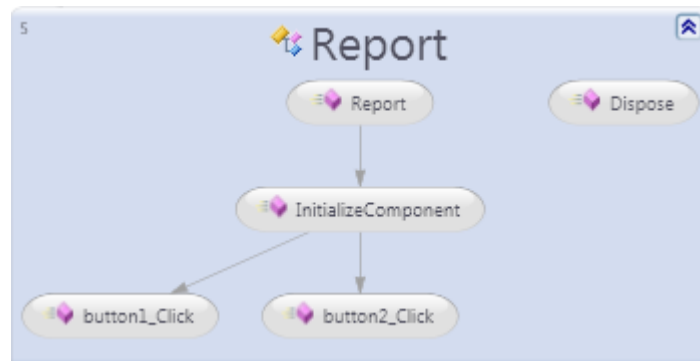 5
Report
Report
Dispose
InitializeComponent
button1_Click
button2_Click